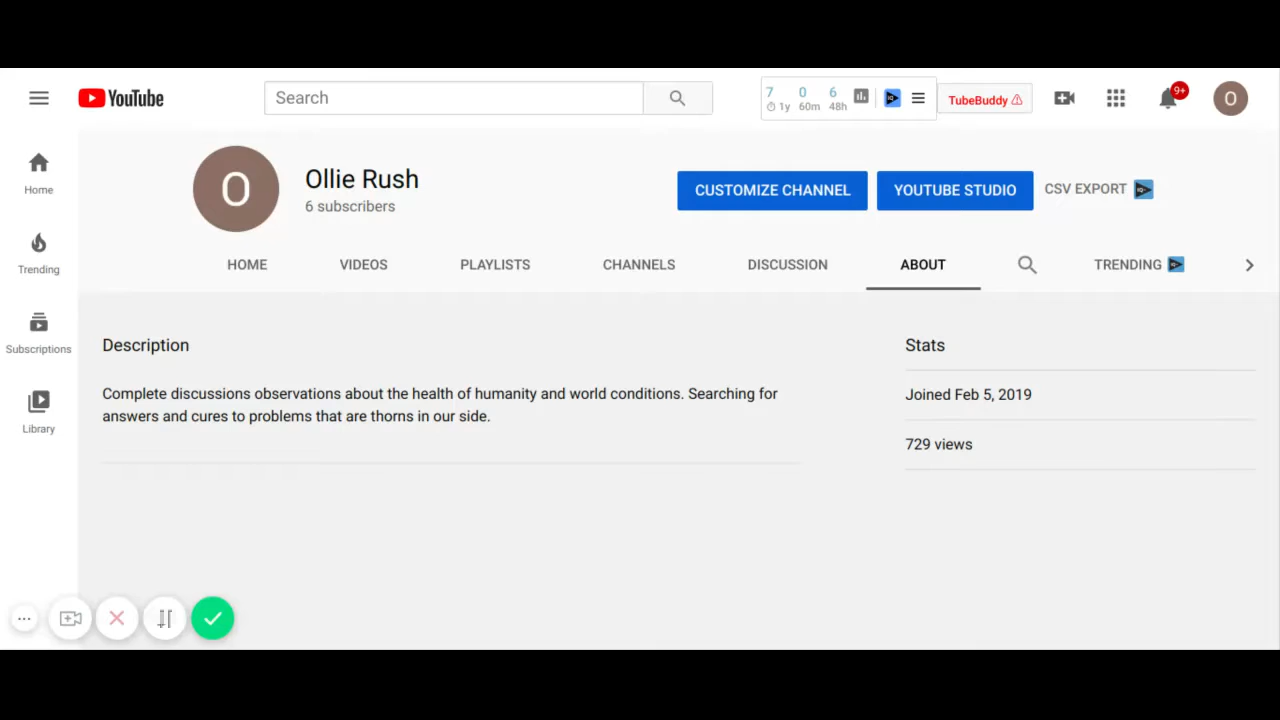 YouTube
Search
7 0 6
1y 60m 48h
TubeBuddy
9+
O
Home
Trending
Subscriptions
Library
O
Ollie Rush
6 subscribers
CUSTOMIZE CHANNEL
YOUTUBE STUDIO
CSV EXPORT
HOME VIDEOS PLAYLISTS CHANNELS DISCUSSION ABOUT TRENDING
Description
Complete discussions observations about the health of humanity and world conditions. Searching for
answers and cures to problems that are thorns in our side.
Stats
Joined Feb 5, 2019
729 views